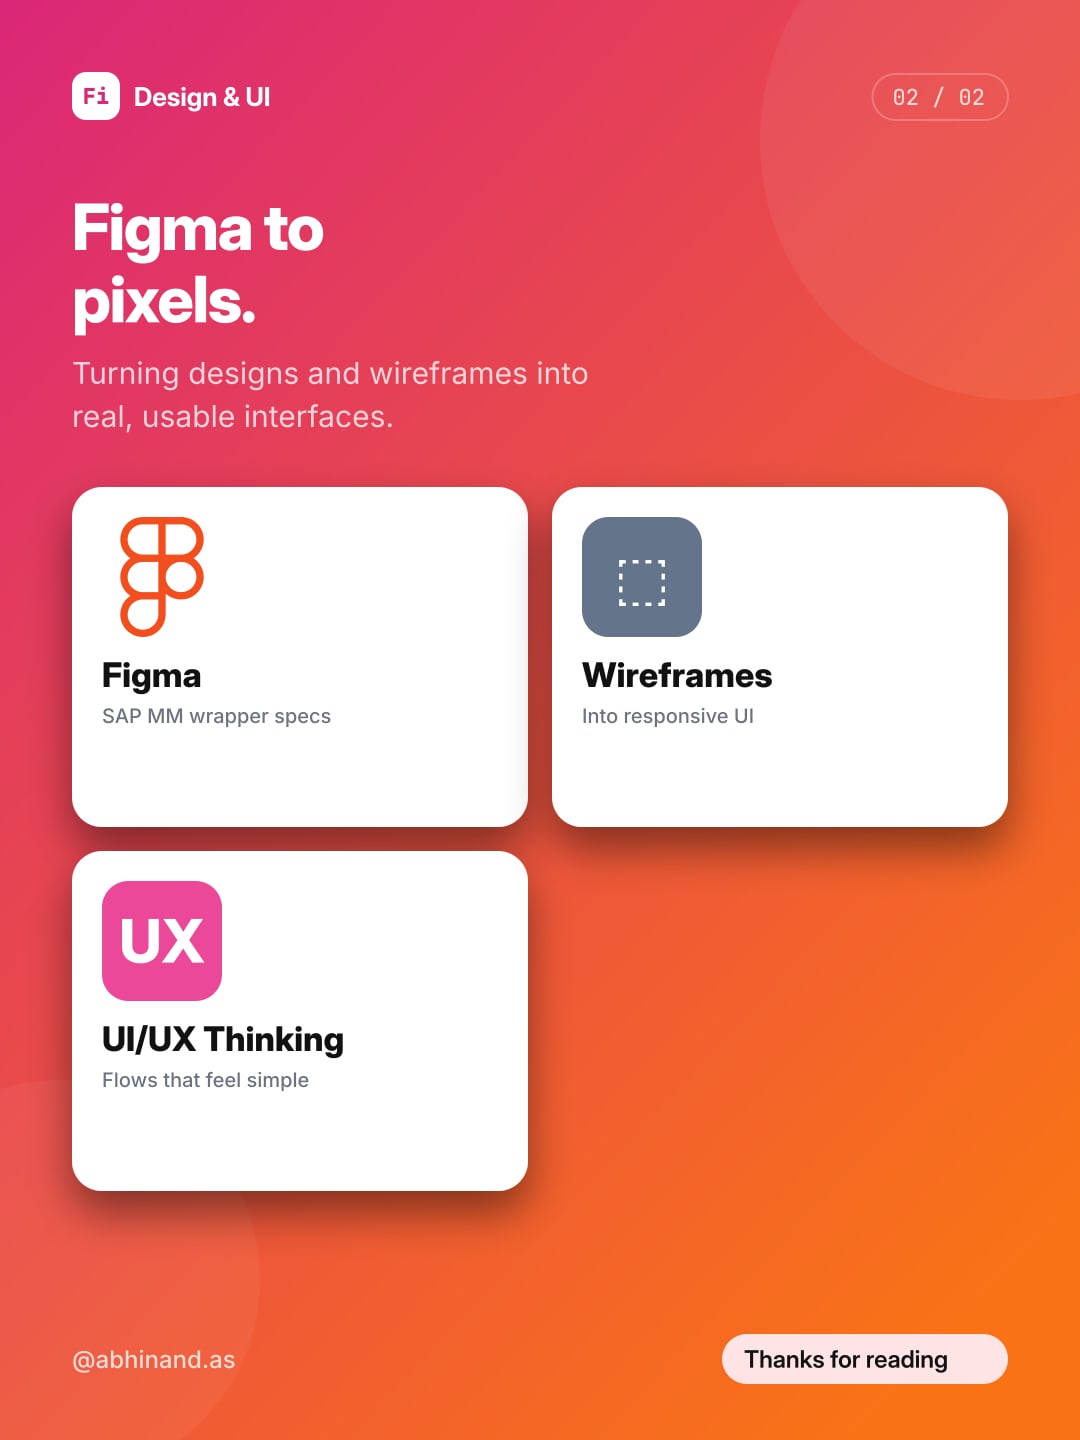 Fi
Design & UI
02 / 02
Figma to
pixels.
Turning designs and wireframes into
real, usable interfaces.
Figma
SAP MM wrapper specs
Wireframes
Into responsive UI
UX
UI/UX Thinking
Flows that feel simple
@abhinand.as
Thanks for reading